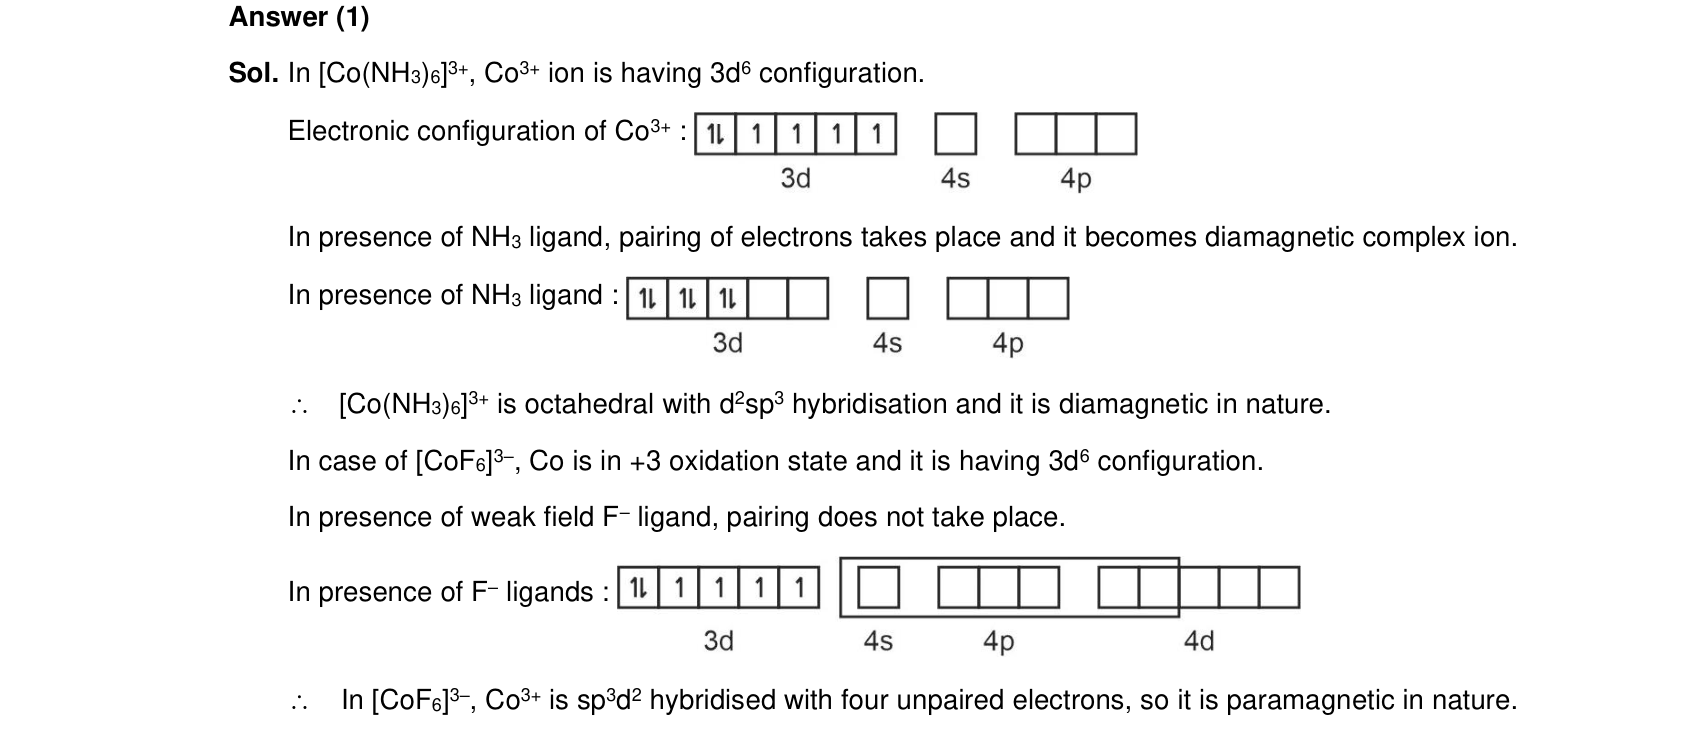 Answer (1)
Sol. In [Co(NH₃)₆]³⁺, Co³⁺ ion is having 3d⁶ configuration.
Electronic configuration of Co³⁺ : ⥮ 1 1 1 1
3d 4s 4p
In presence of NH₃ ligand, pairing of electrons takes place and it becomes diamagnetic complex ion.
In presence of NH₃ ligand : ⥮ ⥮ ⥮
3d 4s 4p
∴ [Co(NH₃)₆]³⁺ is octahedral with d²sp³ hybridisation and it is diamagnetic in nature.
In case of [CoF₆]³⁻, Co is in +3 oxidation state and it is having 3d⁶ configuration.
In presence of weak field F⁻ ligand, pairing does not take place.
In presence of F⁻ ligands : ⥮ 1 1 1 1
3d 4s 4p 4d
∴ In [CoF₆]³⁻, Co³⁺ is sp³d² hybridised with four unpaired electrons, so it is paramagnetic in nature.